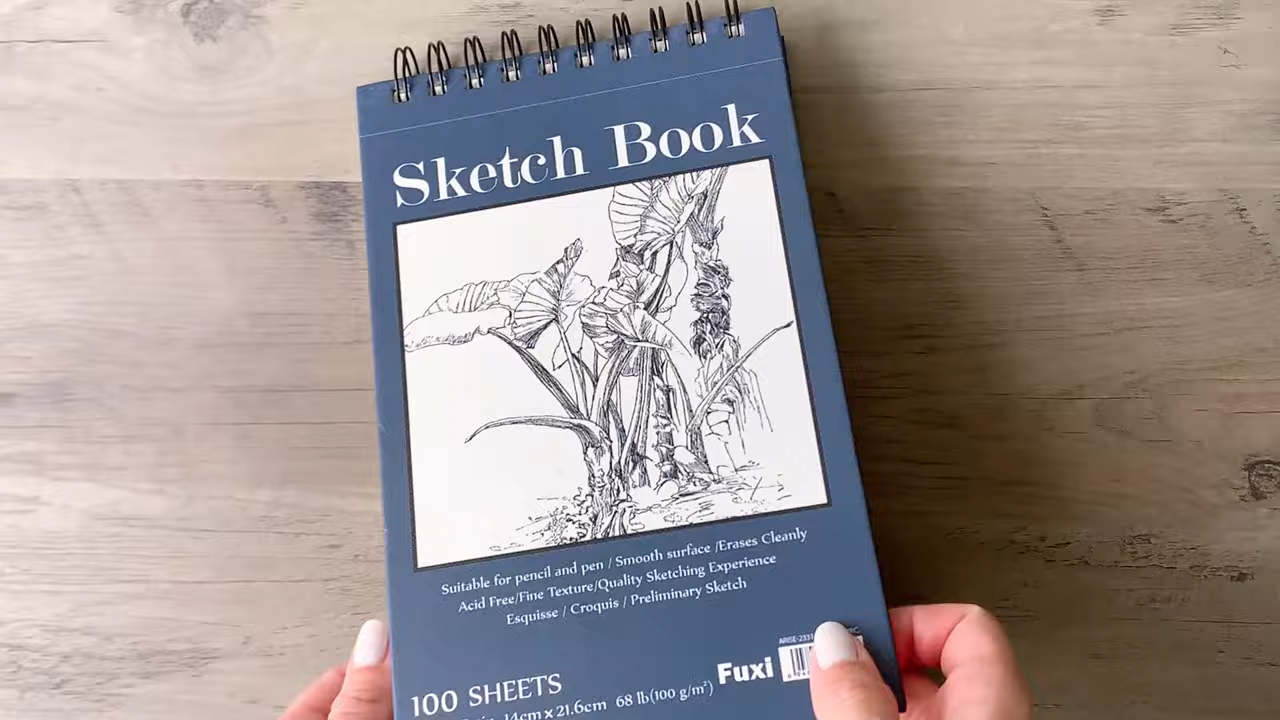 Sketch Book
Suitable for pencil and pen / Smooth surface /Erases Cleanly
Acid Free/Fine Texture/Quality Sketching Experience
Esquisse / Croquis / Preliminary Sketch
Fuxi
100 SHEETS
14cm x 21.6cm 68 lb(100 g/m²)